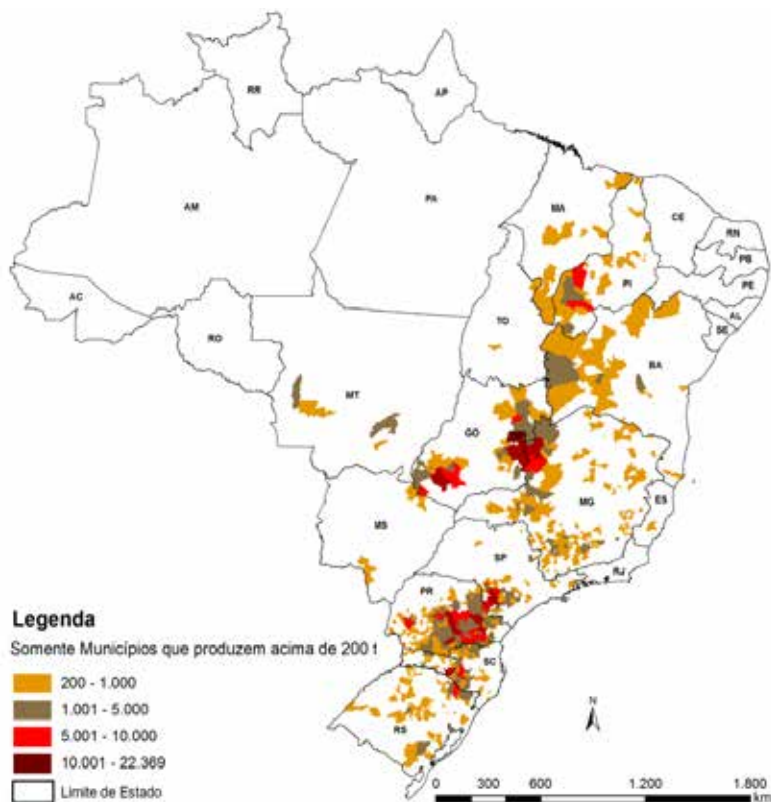 RR
AP
AM
PA
MA
CE
RN
PB
PE
AL
SE
PI
AC
RO
TO
BA
MT
GO
MG
ES
MS
SP
RJ
PR
SC
RS
Legenda
Somente Municípios que produzem acima de 200 t
200 - 1.000
1.001 - 5.000
5.001 - 10.000
10.001 - 22.369
Limite de Estado
N
0 300 600 1.200 1.800
km